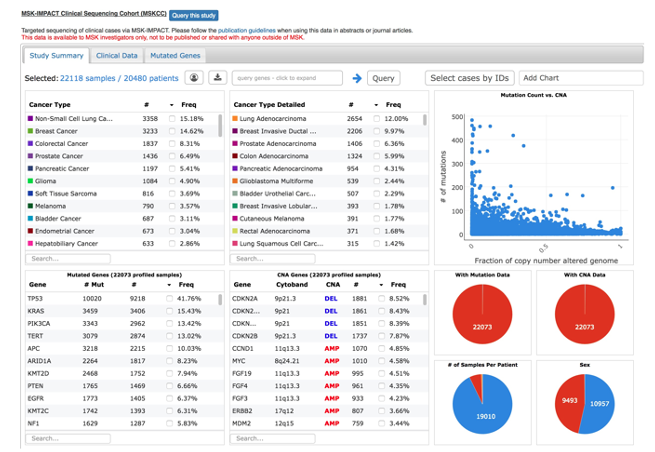 MSK-IMPACT Clinical Sequencing Cohort (MSKCC) Query this study
Targeted sequencing of clinical cases via MSK-IMPACT. Please follow the publication guidelines when using this data in abstracts or journal articles.
This data is available to MSK investigators only, not to be published or shared with anyone outside of MSK.
Study Summary Clinical Data Mutated Genes
Selected: 22118 samples / 20480 patients query genes - click to expand Query Select cases by IDs Add Chart
Cancer Type # Freq
Non-Small Cell Lung Ca... 3358 15.18%
Breast Cancer 3233 14.62%
Colorectal Cancer 1837 8.31%
Prostate Cancer 1436 6.49%
Pancreatic Cancer 1197 5.41%
Glioma 1084 4.90%
Soft Tissue Sarcoma 816 3.69%
Melanoma 790 3.57%
Bladder Cancer 687 3.11%
Endometrial Cancer 673 3.04%
Hepatobiliary Cancer 633 2.86%
Search...
Cancer Type Detailed # Freq
Lung Adenocarcinoma 2654 12.00%
Breast Invasive Ductal ... 2206 9.97%
Prostate Adenocarcinoma 1406 6.36%
Colon Adenocarcinoma 1324 5.99%
Pancreatic Adenocarcinoma 954 4.31%
Glioblastoma Multiforme 539 2.44%
Bladder Urothelial Carc... 507 2.29%
Breast Invasive Lobular... 393 1.78%
Cutaneous Melanoma 391 1.77%
Rectal Adenocarcinoma 371 1.68%
Lung Squamous Cell Carc... 315 1.42%
Search...
Mutation Count vs. CNA
# of mutations
500
400
300
200
100
0
0 0.5 1
Fraction of copy number altered genome
Mutated Genes (22073 profiled samples)
Gene # Mut # Freq
TP53 10020 9218 41.76%
KRAS 3459 3406 15.43%
PIK3CA 3343 2962 13.42%
TERT 3079 2874 13.02%
APC 3218 2215 10.03%
ARID1A 2264 1817 8.23%
KMT2D 2468 1752 7.94%
PTEN 1765 1469 6.66%
EGFR 1773 1405 6.37%
KMT2C 1742 1393 6.31%
NF1 1629 1287 5.83%
Search...
CNA Genes (22073 profiled samples)
Gene Cytoband CNA # Freq
CDKN2A 9p21.3 DEL 1881 8.52%
CDKN2... 9p21.3 DEL 1861 8.43%
CDKN... 9p21.3 DEL 1851 8.39%
CDKN2B 9p21.3 DEL 1737 7.87%
CCND1 11q13.3 AMP 1070 4.85%
MYC 8q24.21 AMP 1010 4.58%
FGF19 11q13.3 AMP 995 4.51%
FGF4 11q13.3 AMP 961 4.35%
FGF3 11q13.3 AMP 933 4.23%
ERBB2 17q12 AMP 807 3.66%
MDM2 12q15 AMP 759 3.44%
Search...
With Mutation Data
22073
With CNA Data
22073
# of Samples Per Patient
19010
Sex
9493 10957